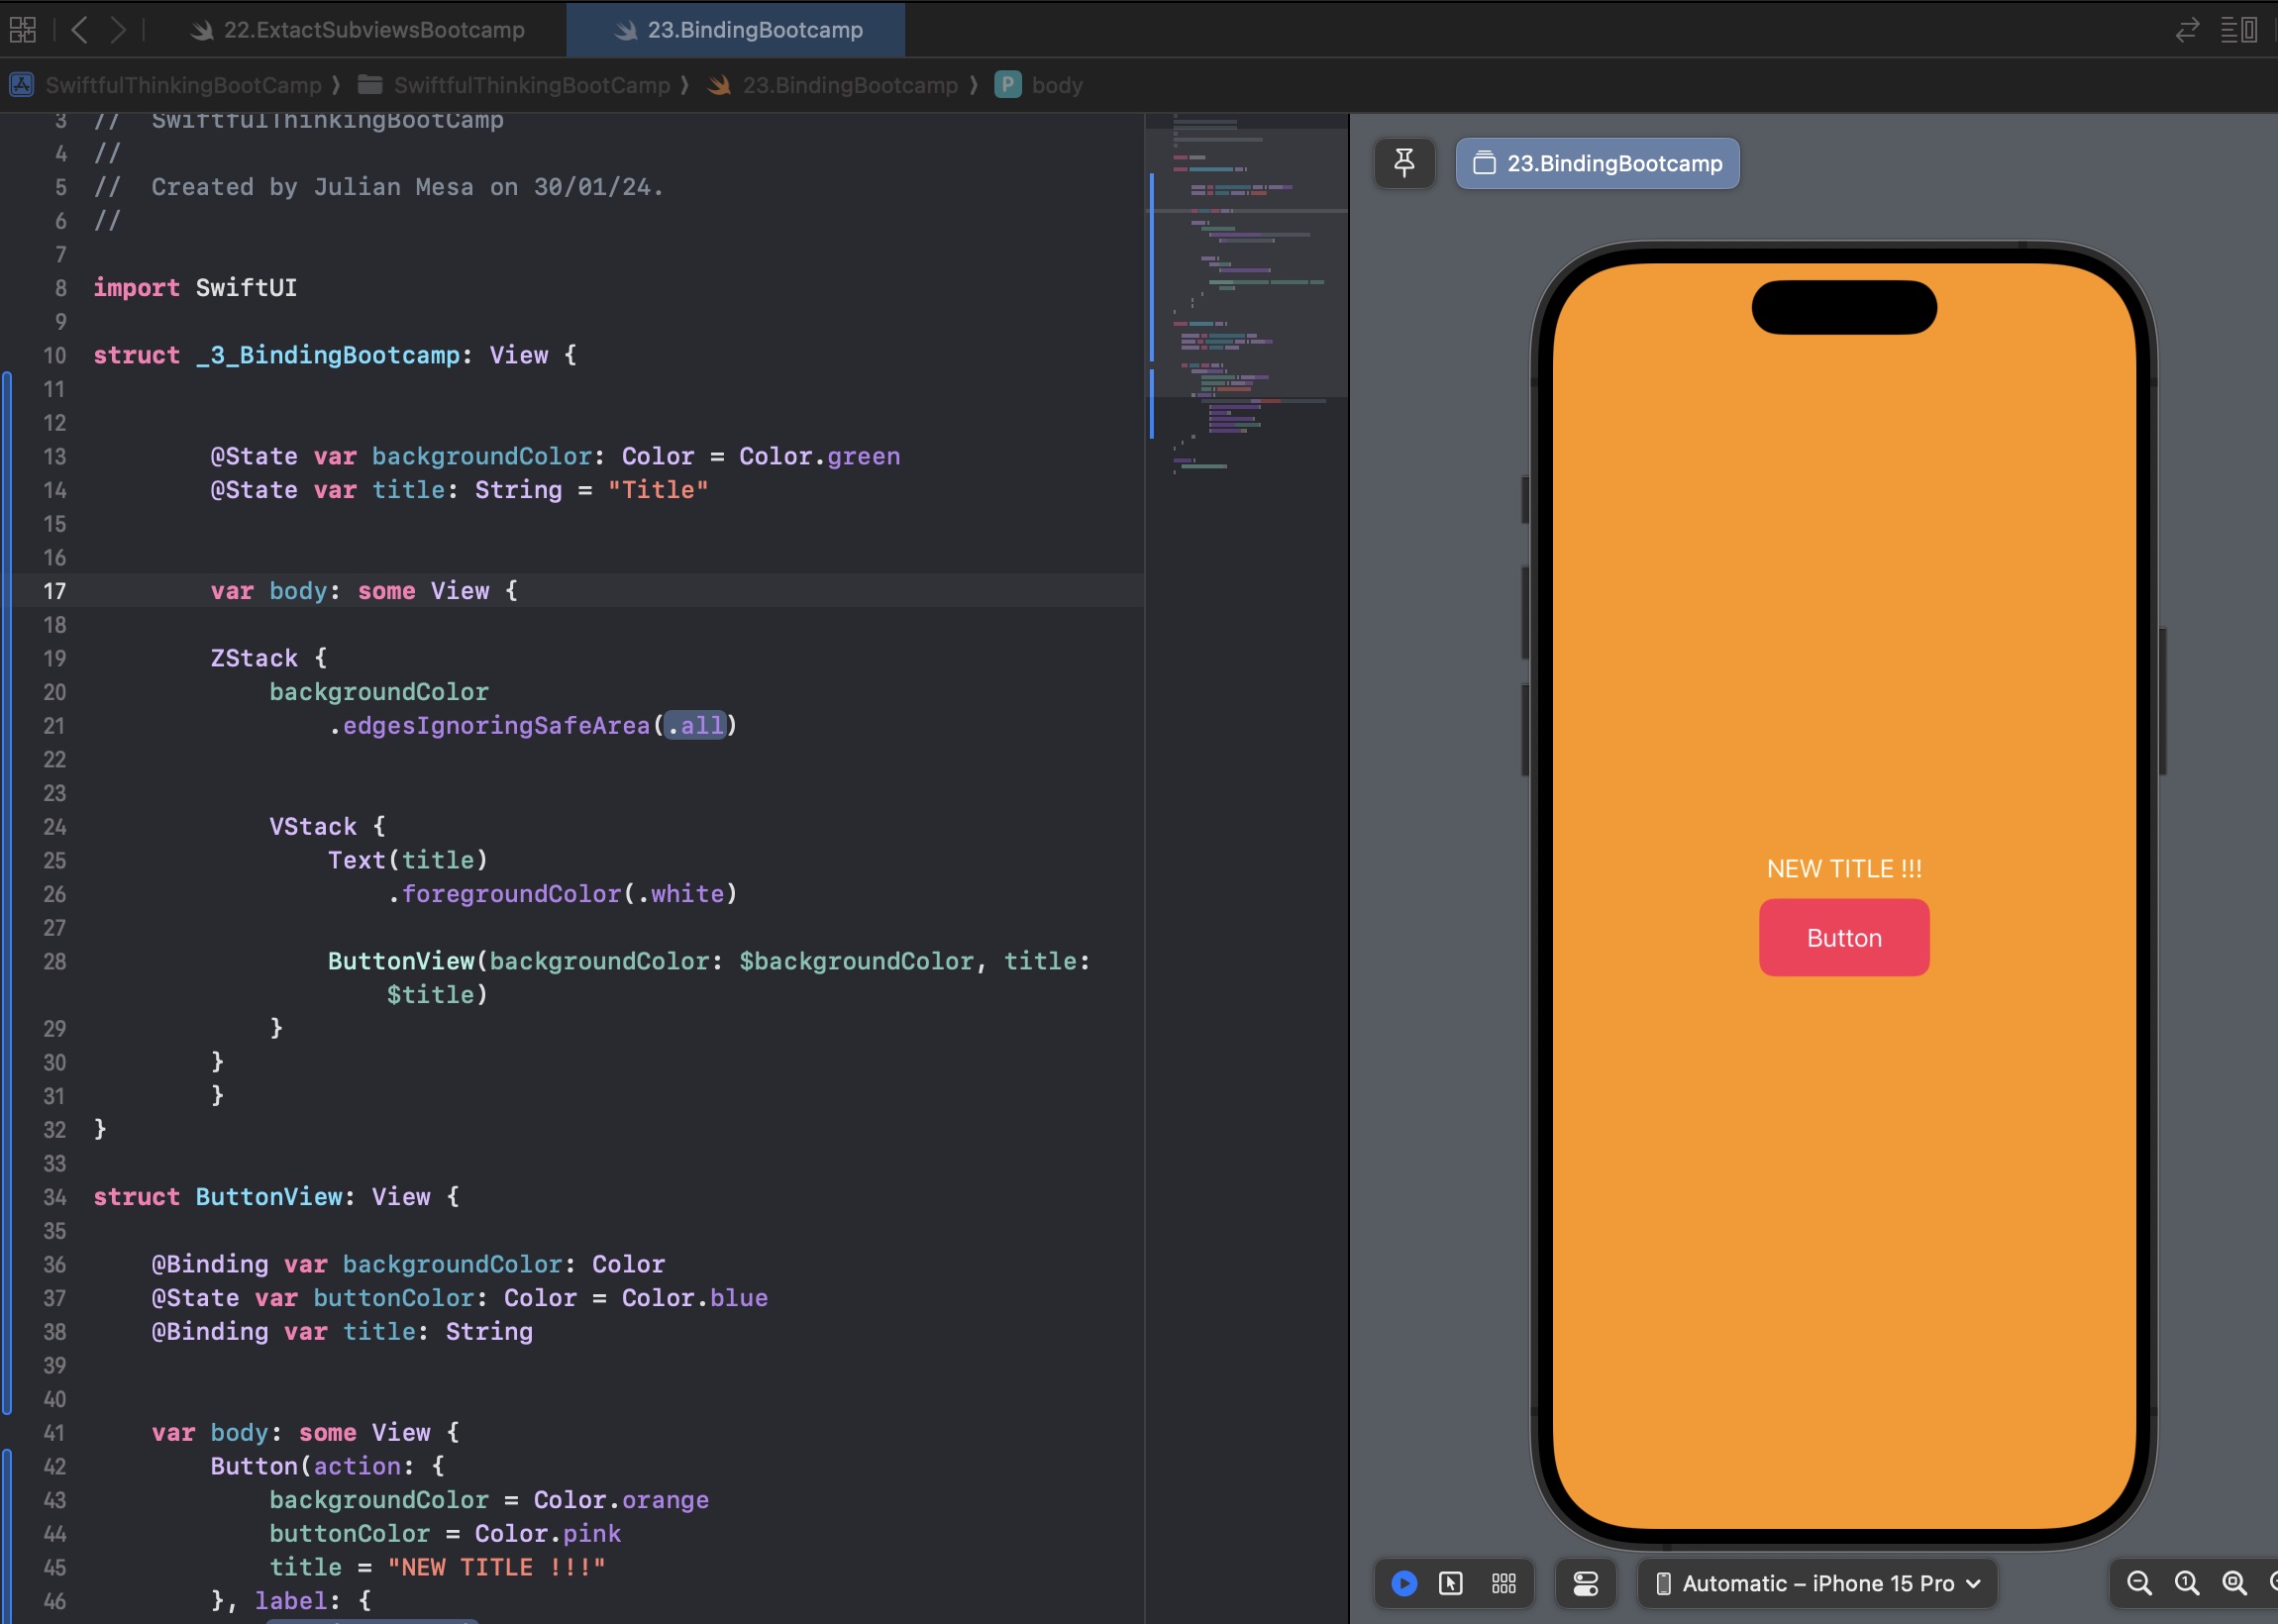 22.ExtactSubviewsBootcamp
23.BindingBootcamp
SwiftfulThinkingBootCamp ⟩ SwiftfulThinkingBootCamp ⟩ 23.BindingBootcamp ⟩ P body
3 //  SwiftfulThinkingBootCamp
4 //
5 //  Created by Julian Mesa on 30/01/24.
6 //
7
8 import SwiftUI
9
10 struct _3_BindingBootcamp: View {
11
12
13         @State var backgroundColor: Color = Color.green
14         @State var title: String = "Title"
15
16
17         var body: some View {
18
19         ZStack {
20             backgroundColor
21                 .edgesIgnoringSafeArea(.all)
22
23
24             VStack {
25                 Text(title)
26                     .foregroundColor(.white)
27
28                 ButtonView(backgroundColor: $backgroundColor, title:
$title)
29             }
30         }
31         }
32 }
33
34 struct ButtonView: View {
35
36     @Binding var backgroundColor: Color
37     @State var buttonColor: Color = Color.blue
38     @Binding var title: String
39
40
41     var body: some View {
42         Button(action: {
43             backgroundColor = Color.orange
44             buttonColor = Color.pink
45             title = "NEW TITLE !!!"
46         }, label: {
23.BindingBootcamp
NEW TITLE !!!
Button
Automatic – iPhone 15 Pro